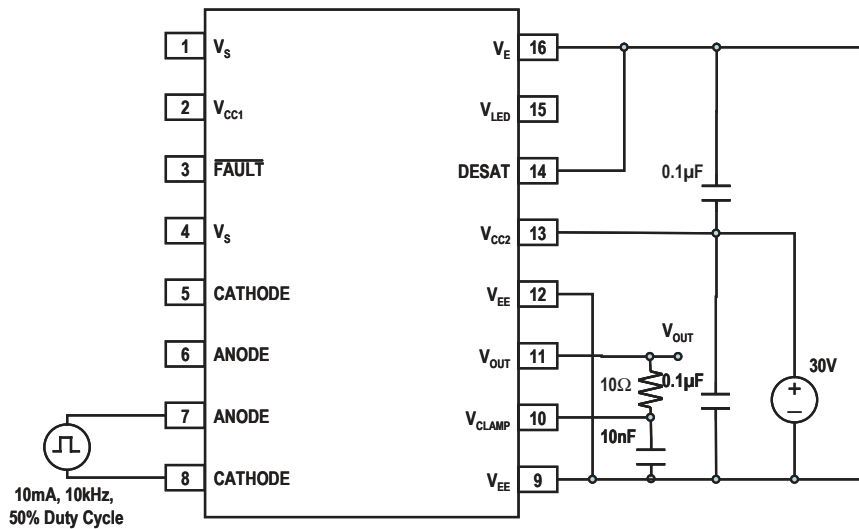 1 V_S
2 V_CC1
3 FAULT
4 V_S
5 CATHODE
6 ANODE
7 ANODE
8 CATHODE
10mA, 10kHz,
50% Duty Cycle
V_E 16
V_LED 15
DESAT 14
V_CC2 13
V_EE 12
V_OUT 11
V_CLAMP 10
V_EE 9
0.1µF
V_OUT
10Ω
0.1µF
10nF
30V
+
–